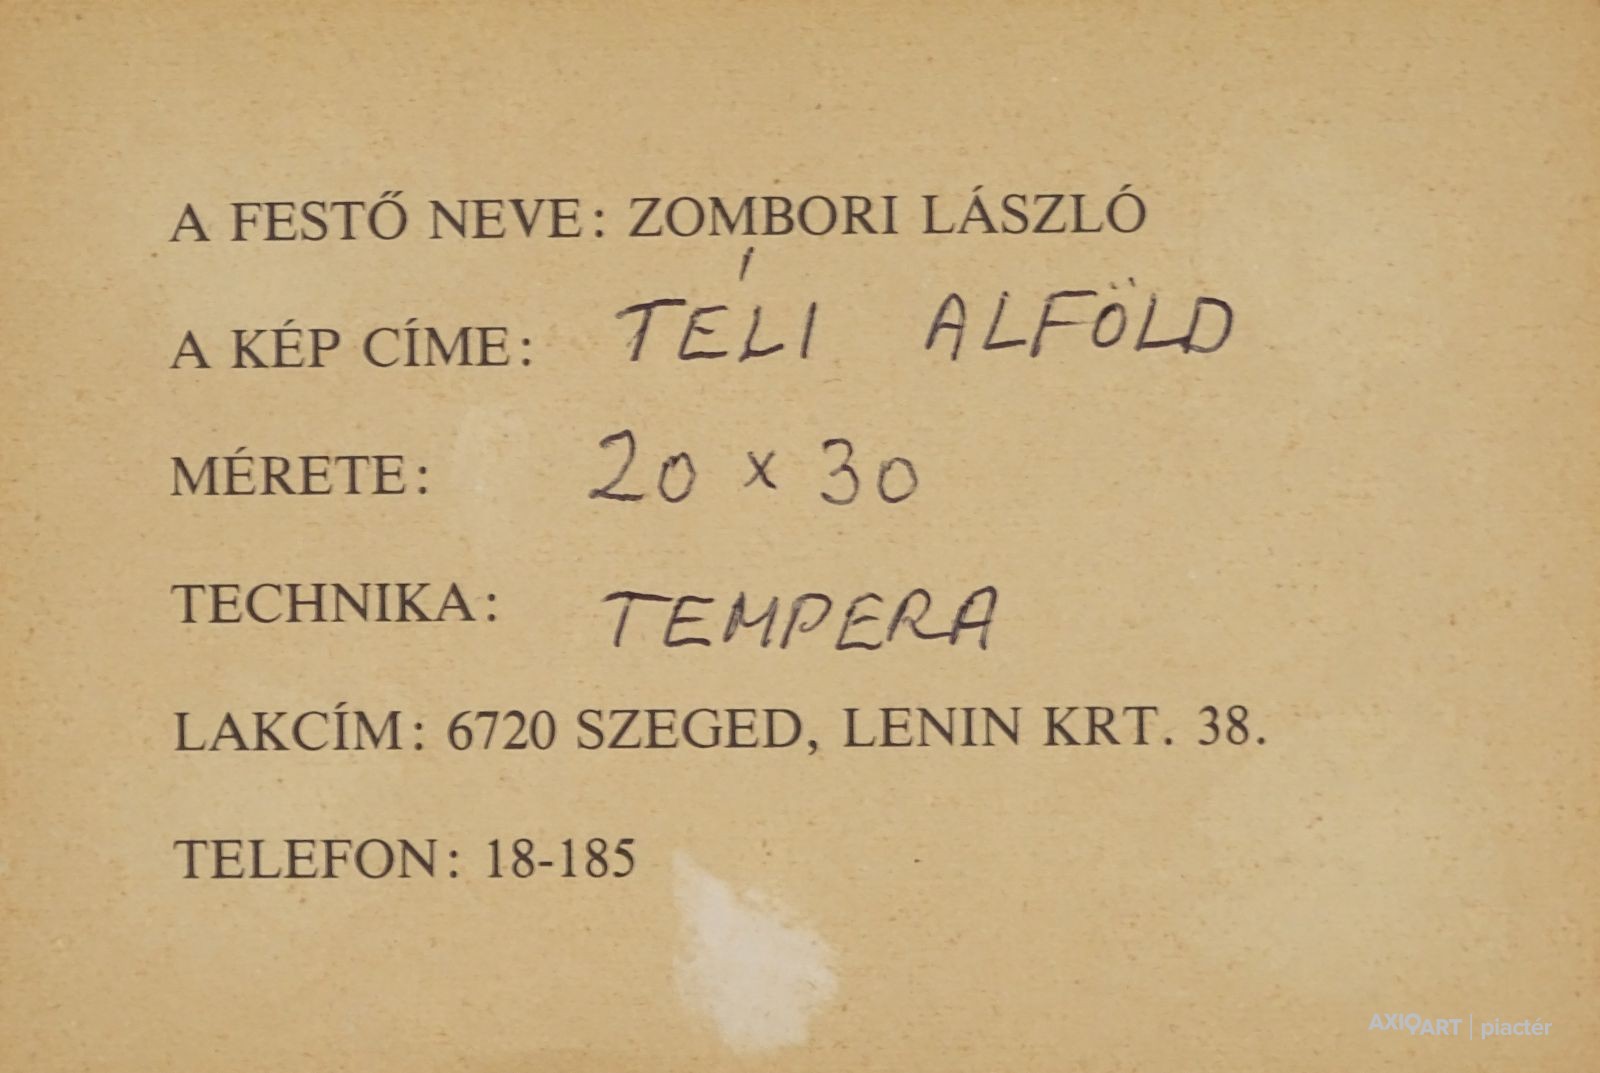 A FESTŐ NEVE: ZOMBORI LÁSZLÓ
A KÉP CÍME: TÉLI ALFÖLD
MÉRETE: 20 x 30
TECHNIKA: TEMPERA
LAKCÍM: 6720 SZEGED, LENIN KRT. 38.
TELEFON: 18-185
AXIOART | piactér